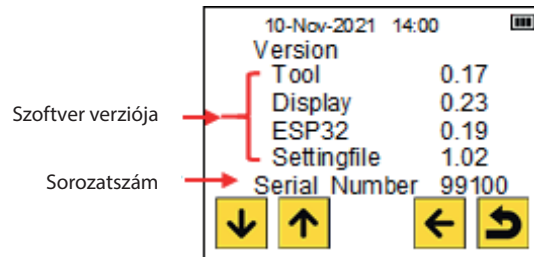 10-Nov-2021 14:00
Version
Tool 0.17
Display 0.23
Szoftver verziója
ESP32 0.19
Settingfile 1.02
Sorozatszám
Serial Number 99100